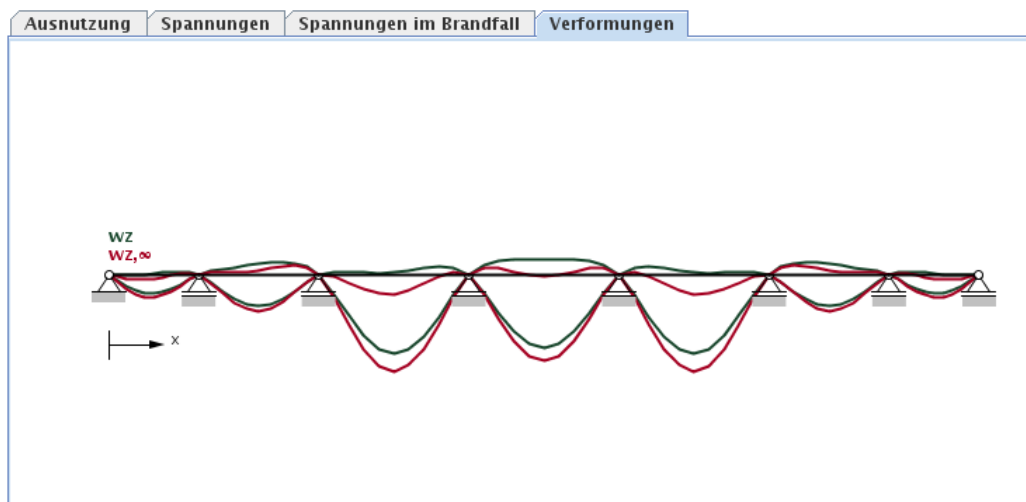 Ausnutzung Spannungen Spannungen im Brandfall Verformungen
wz
wz,∞
x